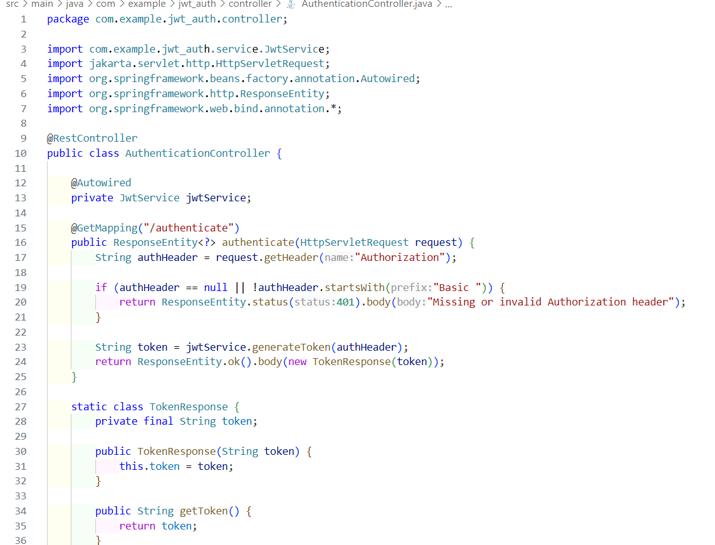 src > main > java > com > example > jwt_auth > controller > AuthenticationController.java > ...
1 package com.example.jwt_auth.controller;
2
3 import com.example.jwt_auth.service.JwtService;
4 import jakarta.servlet.http.HttpServletRequest;
5 import org.springframework.beans.factory.annotation.Autowired;
6 import org.springframework.http.ResponseEntity;
7 import org.springframework.web.bind.annotation.*;
8
9 @RestController
10 public class AuthenticationController {
11
12 @Autowired
13 private JwtService jwtService;
14
15 @GetMapping("/authenticate")
16 public ResponseEntity<?> authenticate(HttpServletRequest request) {
17 String authHeader = request.getHeader(name:"Authorization");
18
19 if (authHeader == null || !authHeader.startsWith(prefix:"Basic ")) {
20 return ResponseEntity.status(status:401).body(body:"Missing or invalid Authorization header");
21 }
22
23 String token = jwtService.generateToken(authHeader);
24 return ResponseEntity.ok().body(new TokenResponse(token));
25 }
26
27 static class TokenResponse {
28 private final String token;
29
30 public TokenResponse(String token) {
31 this.token = token;
32 }
33
34 public String getToken() {
35 return token;
36 }